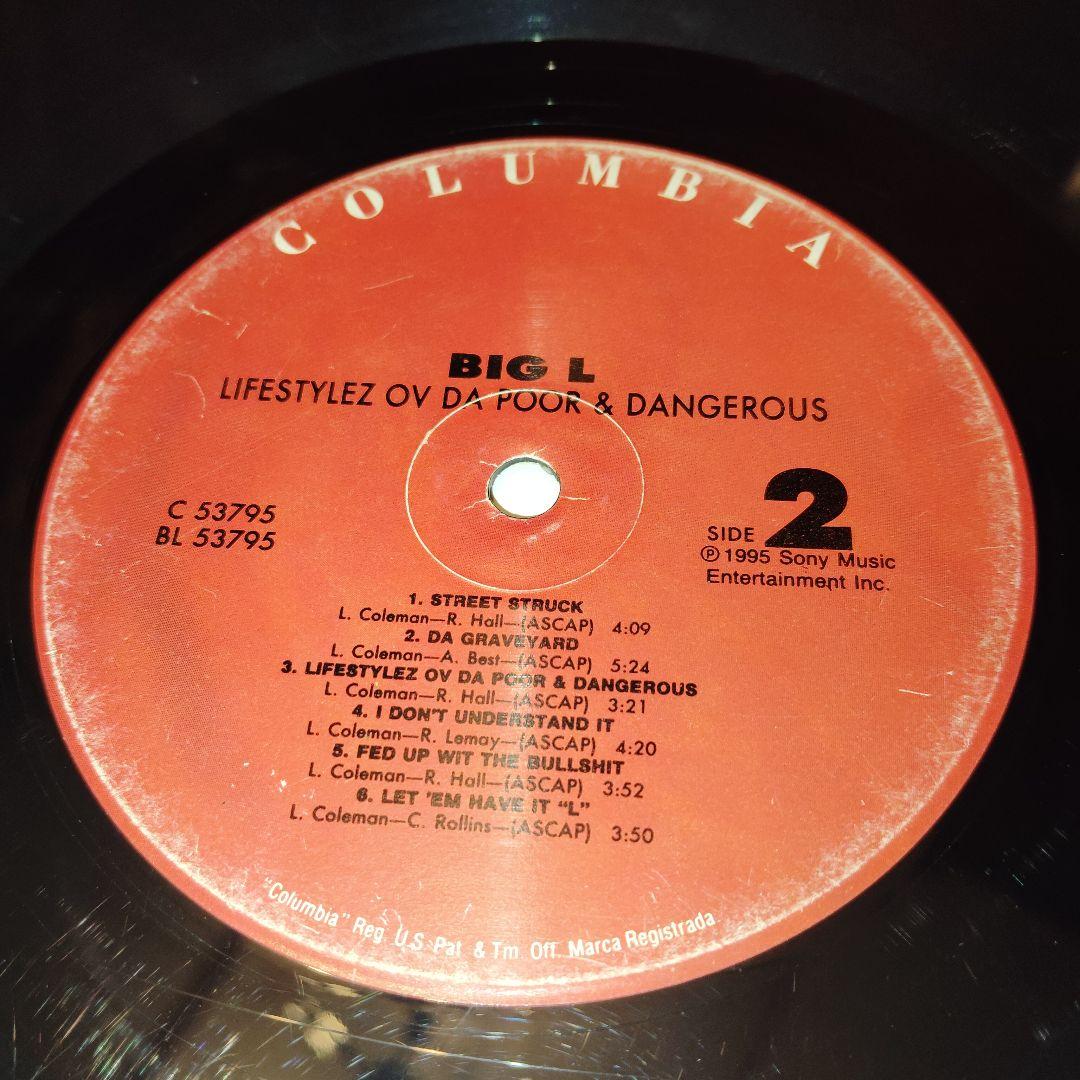 COLUMBIA
BIG L
LIFESTYLEZ OV DA POOR & DANGEROUS
C 53795
BL 53795
SIDE 2
℗ 1995 Sony Music
Entertainment Inc.
1. STREET STRUCK
L. Coleman—R. Hall—(ASCAP) 4:09
2. DA GRAVEYARD
L. Coleman—A. Best—(ASCAP) 5:24
3. LIFESTYLEZ OV DA POOR & DANGEROUS
L. Coleman—R. Hall—(ASCAP) 3:21
4. I DON'T UNDERSTAND IT
L. Coleman—R. Lemay—(ASCAP) 4:20
5. FED UP WIT THE BULLSHIT
L. Coleman—R. Hall—(ASCAP) 3:52
6. LET 'EM HAVE IT "L"
L. Coleman—C. Rollins—(ASCAP) 3:50
"Columbia" Reg. U.S. Pat. & Tm. Off. Marca Registrada